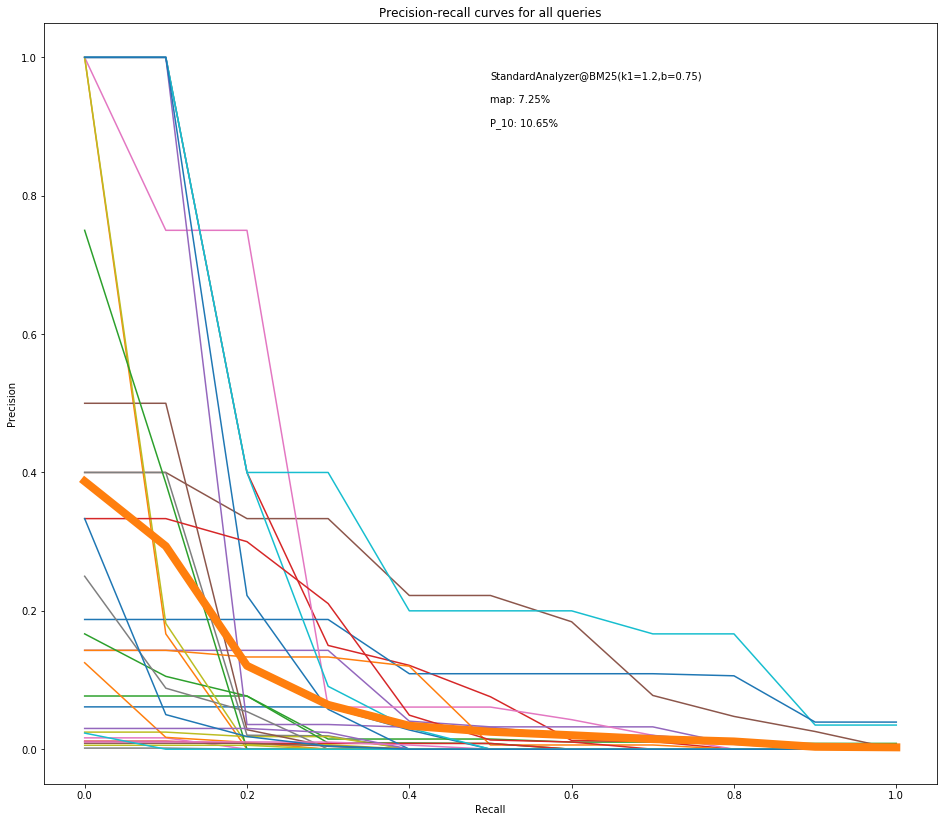 Precision-recall curves for all queries
StandardAnalyzer@BM25(k1=1.2,b=0.75)
map: 7.25%
P_10: 10.65%
Precision
1.0
0.8
0.6
0.4
0.2
0.0
0.0 0.2 0.4 0.6 0.8 1.0
Recall